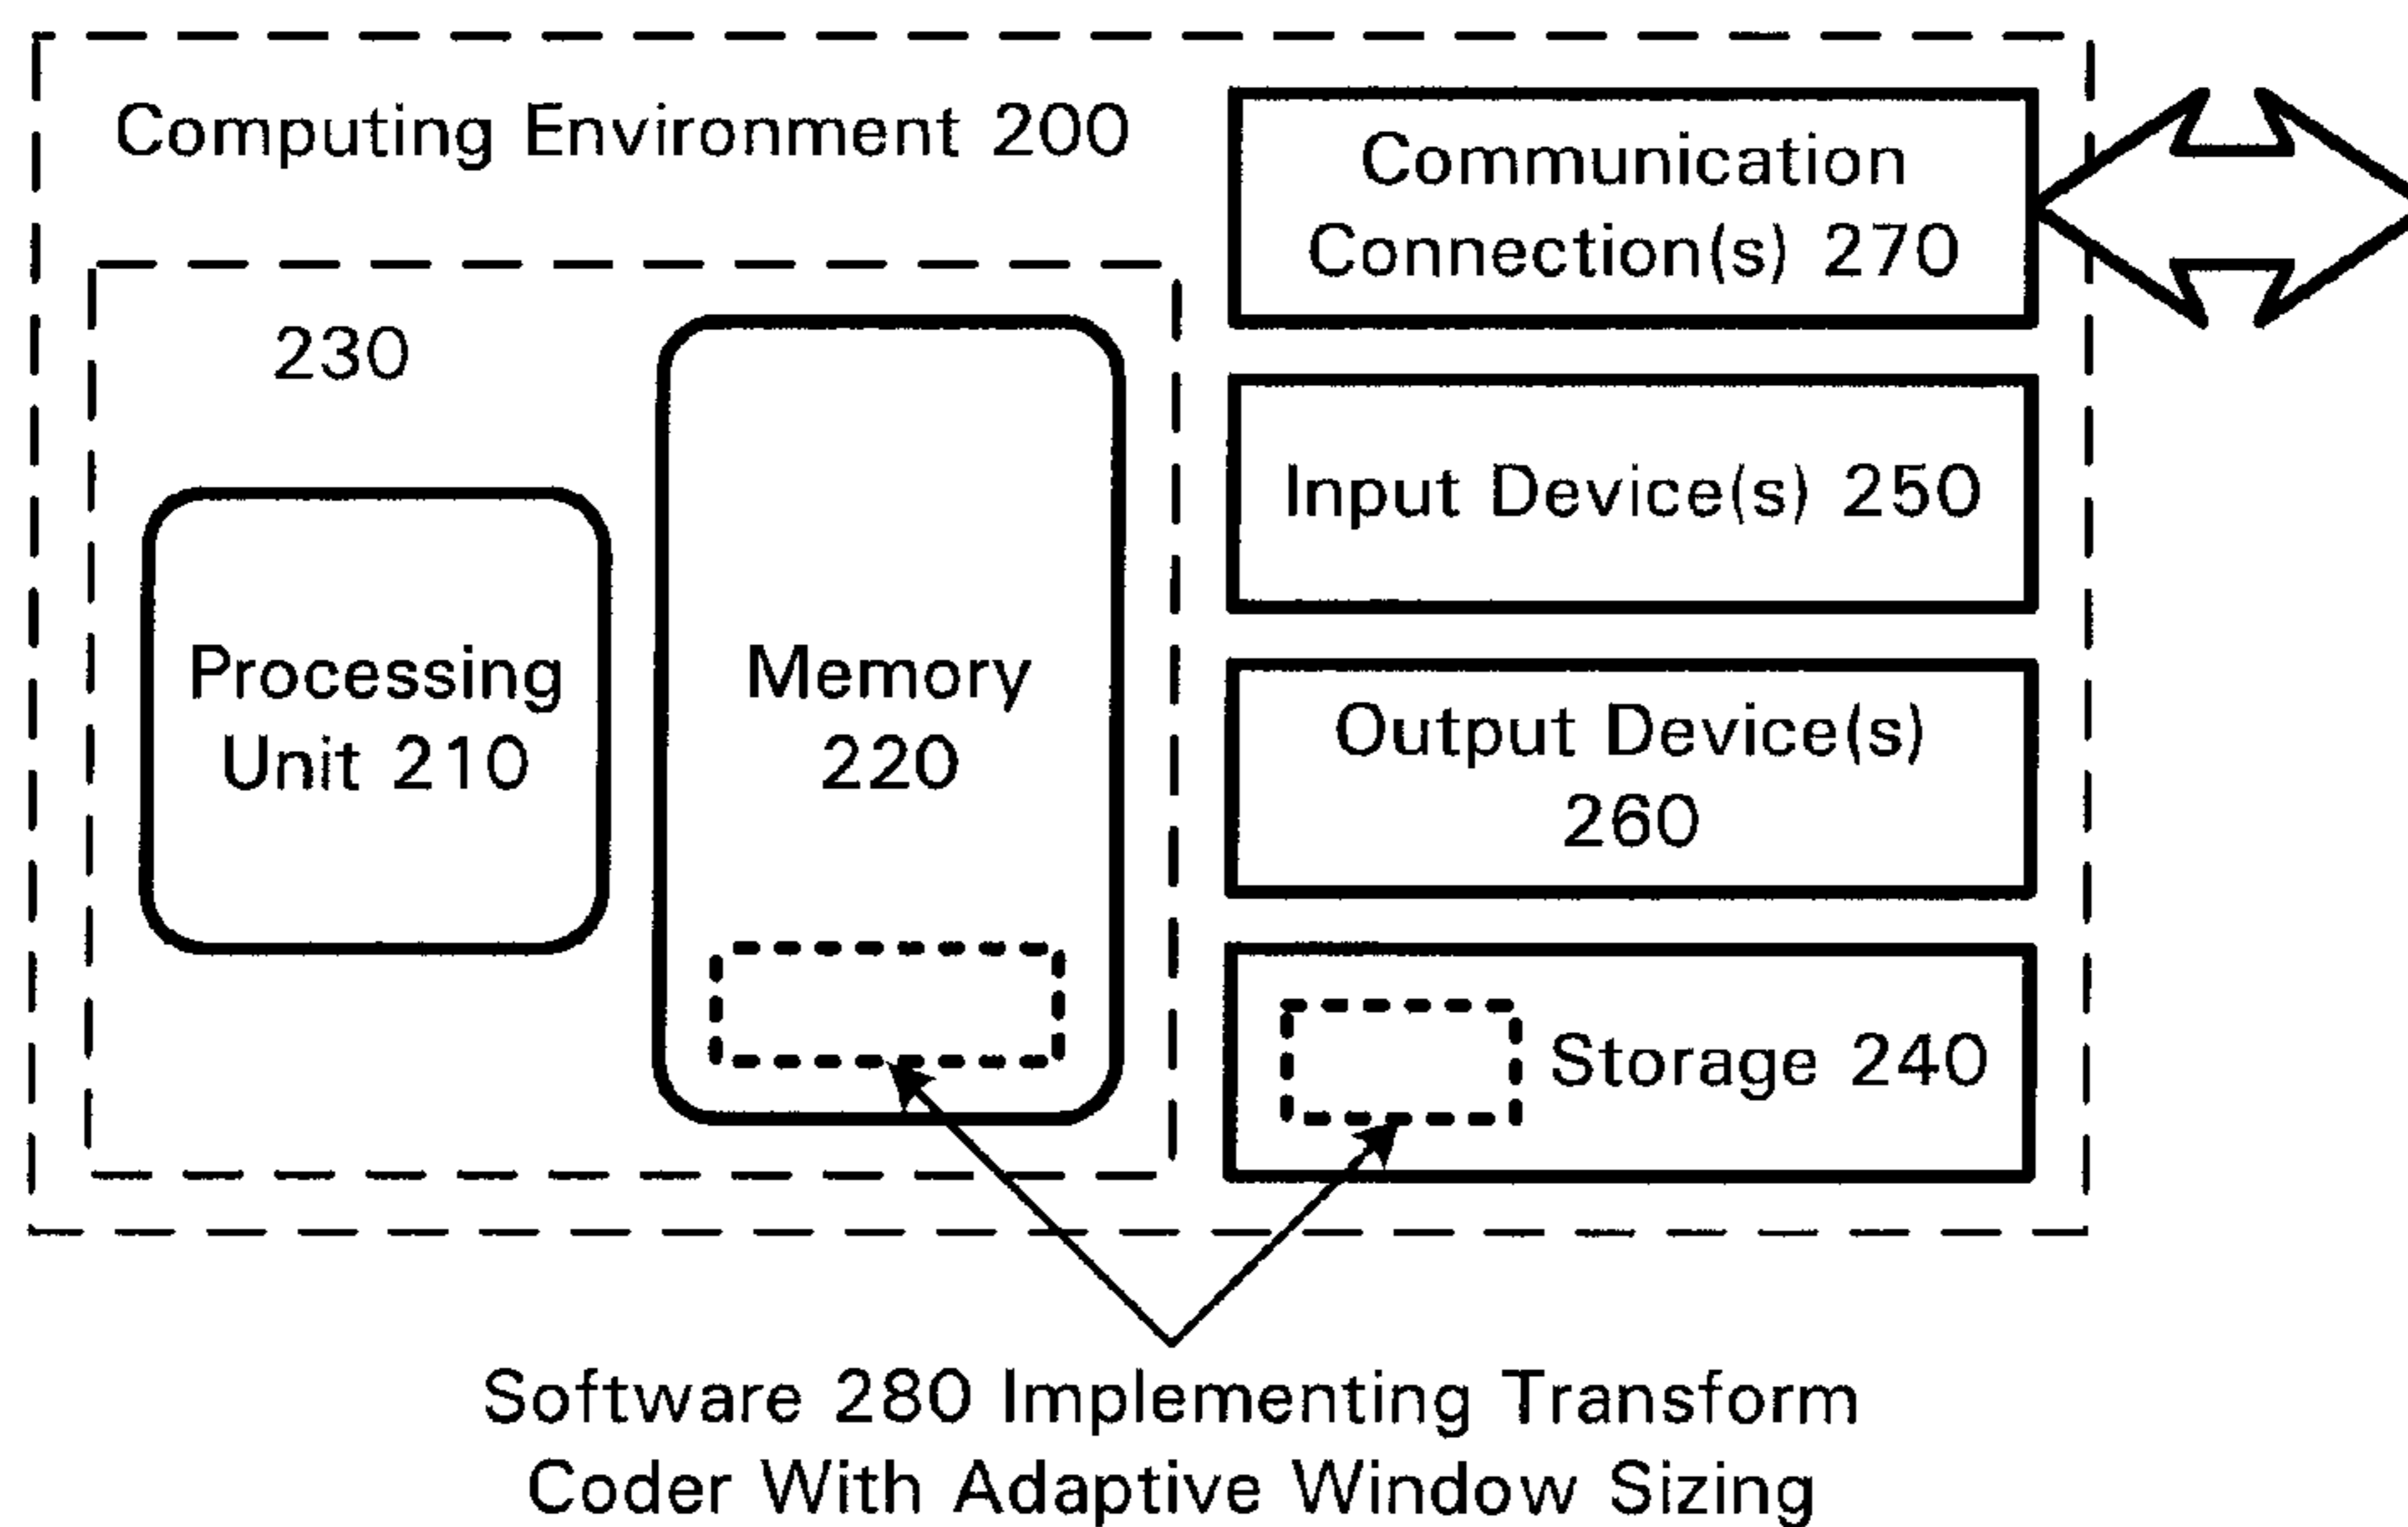 Computing Environment 200
Communication
Connection(s) 270
230
Input Device(s) 250
Processing
Unit 210
Memory
220
Output Device(s)
260
Storage 240
Software 280 Implementing Transform
Coder With Adaptive Window Sizing